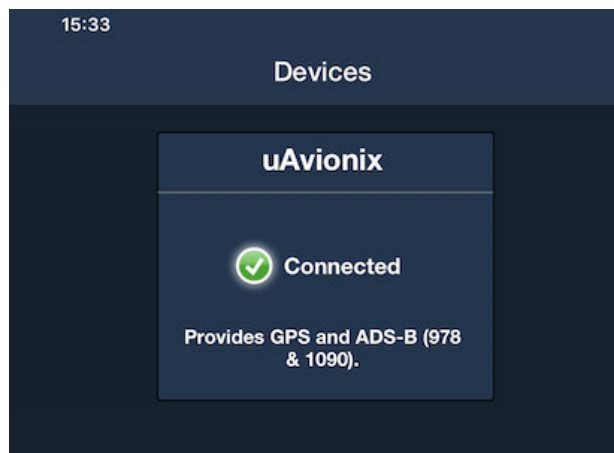 15:33
Devices
uAvionix
Connected
Provides GPS and ADS-B (978
& 1090).